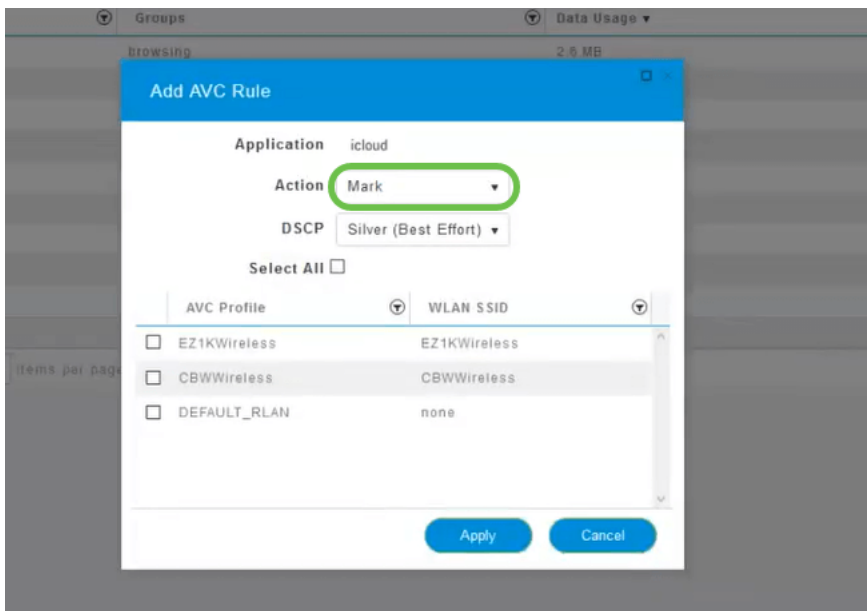 Groups Data Usage ▼
browsing 2.6 MB
Add AVC Rule
Application icloud
Action Mark
DSCP Silver (Best Effort)
Select All
AVC Profile WLAN SSID
EZ1KWireless EZ1KWireless
CBWWireless CBWWireless
DEFAULT_RLAN none
items per page
Apply Cancel